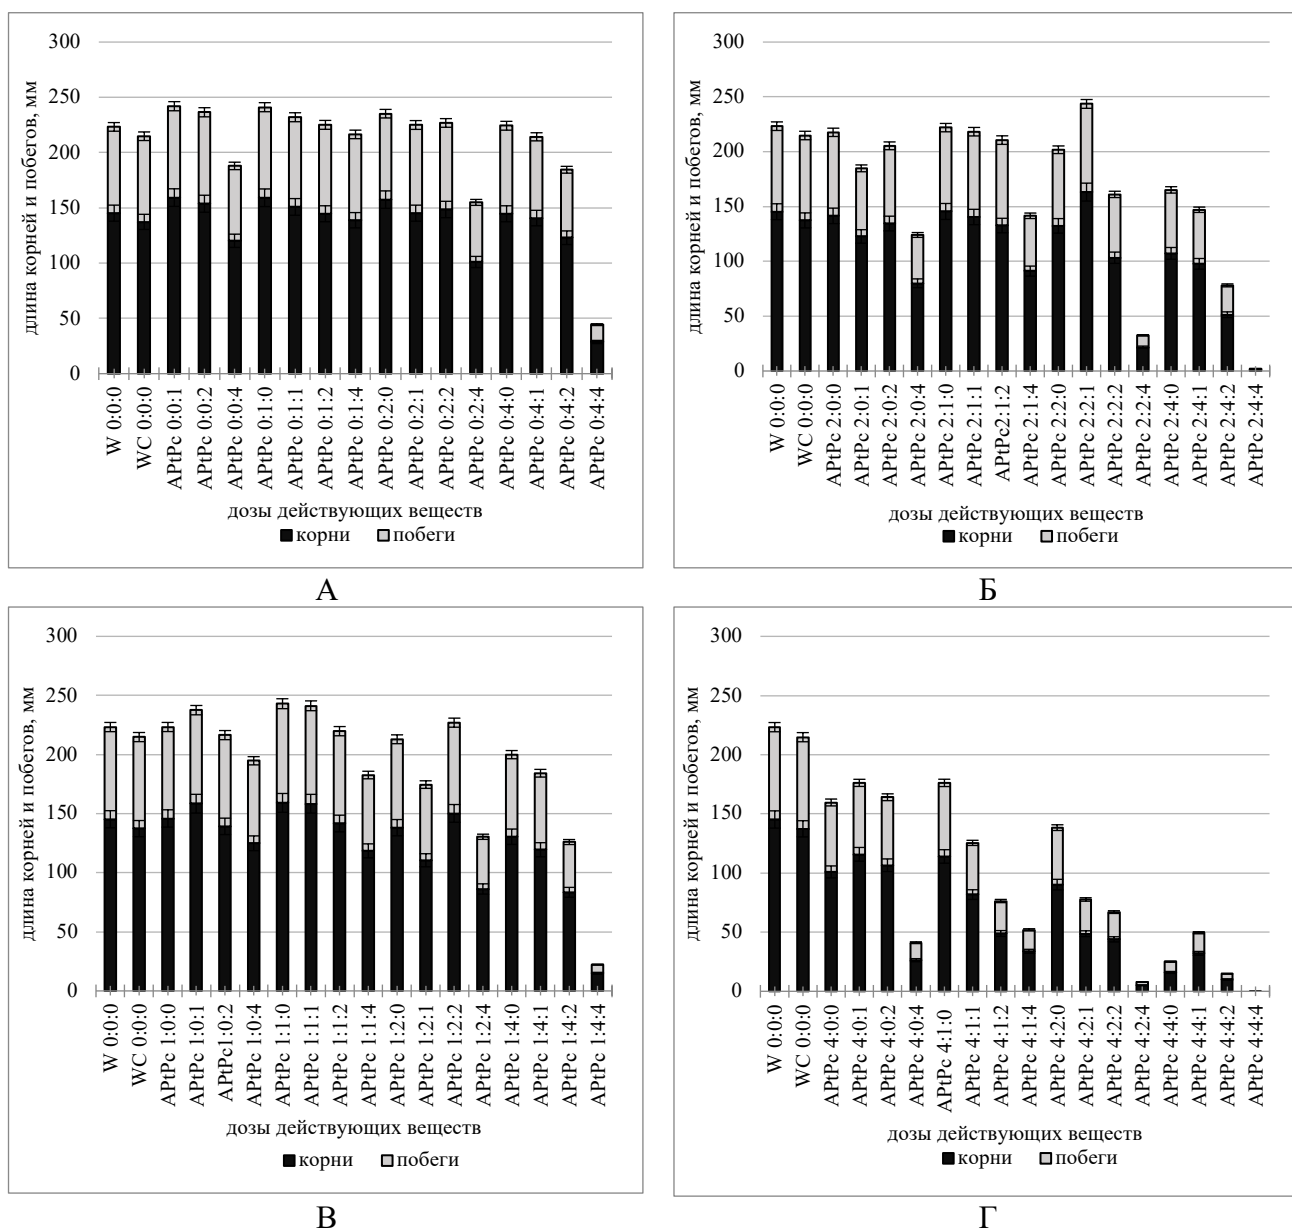 300
250
200
150
100
50
0
длина корней и побегов, мм
W 0:0:0
WC 0:0:0
APtPc 0:0:1
APtPc 0:0:2
APtPc 0:0:4
APtPc 0:1:0
APtPc 0:1:1
APtPc 0:1:2
APtPc 0:1:4
APtPc 0:2:0
APtPc 0:2:1
APtPc 0:2:2
APtPc 0:2:4
APtPc 0:4:0
APtPc 0:4:1
APtPc 0:4:2
APtPc 0:4:4
дозы действующих веществ
корни побеги
А
300
250
200
150
100
50
0
длина корней и побегов, мм
W 0:0:0
WC 0:0:0
APtPc 2:0:0
APtPc 2:0:1
APtPc 2:0:2
APtPc 2:0:4
APtPc 2:1:0
APtPc 2:1:1
APtPc2:1:2
APtPc 2:1:4
APtPc 2:2:0
APtPc 2:2:1
APtPc 2:2:2
APtPc 2:2:4
APtPc 2:4:0
APtPc 2:4:1
APtPc 2:4:2
APtPc 2:4:4
дозы действующих веществ
корни побеги
Б
300
250
200
150
100
50
0
длина корней и побегов, мм
W 0:0:0
WC 0:0:0
APtPc 1:0:0
APtPc 1:0:1
APtPc1:0:2
APtPc 1:0:4
APtPc 1:1:0
APtPc 1:1:1
APtPc 1:1:2
APtPc 1:1:4
APtPc 1:2:0
APtPc 1:2:1
APtPc 1:2:2
APtPc 1:2:4
APtPc 1:4:0
APtPc 1:4:1
APtPc 1:4:2
APtPc 1:4:4
дозы действующих веществ
корни побеги
В
300
250
200
150
100
50
0
длина корней и побегов, мм
W 0:0:0
WC 0:0:0
APtPc 4:0:0
APtPc 4:0:1
APtPc 4:0:2
APtPc 4:0:4
APtPc 4:1:0
APtPc 4:1:1
APtPc 4:1:2
APtPc 4:1:4
APtPc 4:2:0
APtPc 4:2:1
APtPc 4:2:2
APtPc 4:2:4
APtPc 4:4:0
APtPc 4:4:1
APtPc 4:4:2
APtPc 4:4:4
дозы действующих веществ
корни побеги
Г